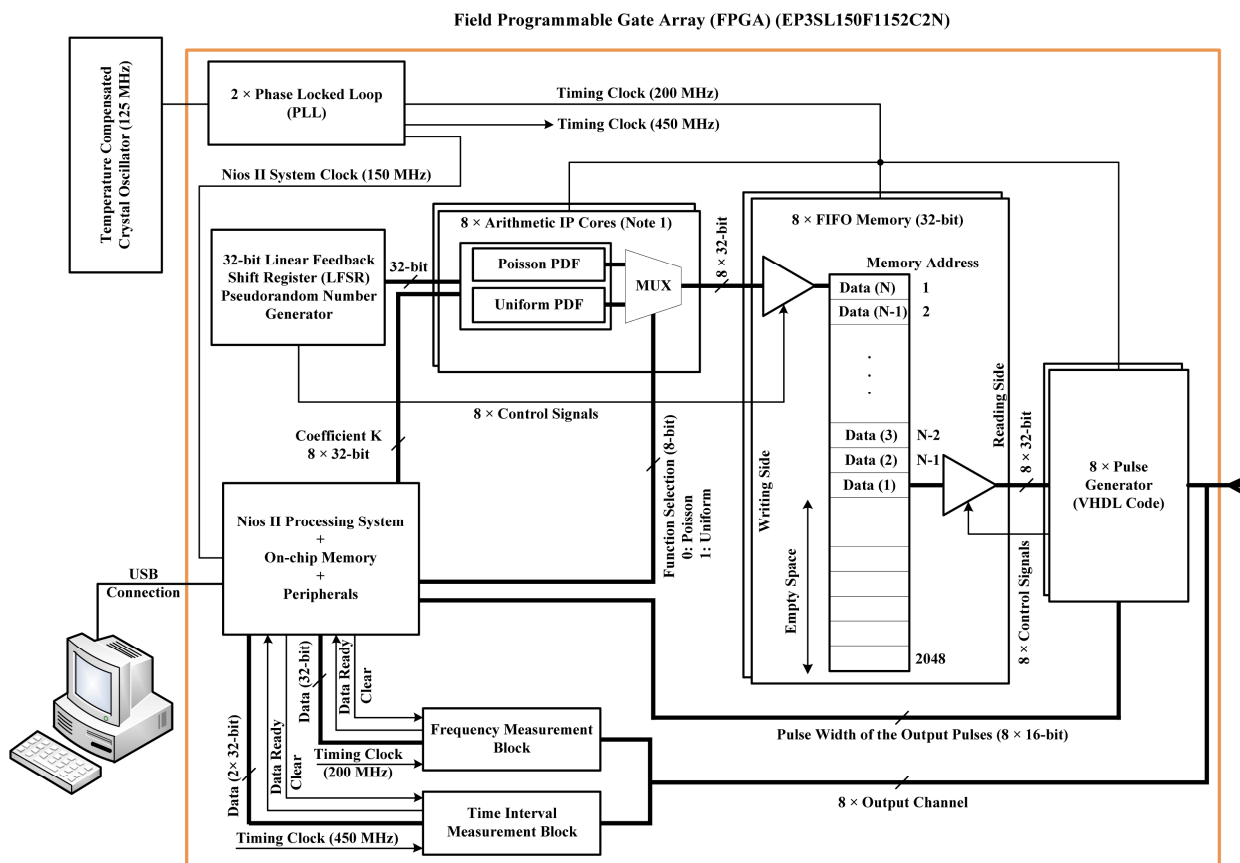 Field Programmable Gate Array (FPGA) (EP3SL150F1152C2N)
Temperature Compensated
Crystal Oscillator (125 MHz)
2 × Phase Locked Loop
(PLL)
Timing Clock (200 MHz)
Timing Clock (450 MHz)
Nios II System Clock (150 MHz)
32-bit Linear Feedback
Shift Register (LFSR)
Pseudorandom Number
Generator
32-bit
8 × Arithmetic IP Cores (Note 1)
Poisson PDF
Uniform PDF
MUX
8 × 32-bit
8 × FIFO Memory (32-bit)
Memory Address
Data (N)
1
Data (N-1)
2
.
.
.
Data (3)
N-2
Data (2)
N-1
Data (1)
2048
Writing Side
Empty Space
Reading Side
8 × 32-bit
8 × Control Signals
8 × Pulse
Generator
(VHDL Code)
8 × Control Signals
Coefficient K
8 × 32-bit
Function Selection (8-bit)
0: Poisson
1: Uniform
Nios II Processing System
+
On-chip Memory
+
Peripherals
USB
Connection
Data (2× 32-bit)
Data Ready
Clear
Data (32-bit)
Data Ready
Clear
Frequency Measurement
Block
Timing Clock
(200 MHz)
Time Interval
Measurement Block
Timing Clock (450 MHz)
Pulse Width of the Output Pulses (8 × 16-bit)
8 × Output Channel